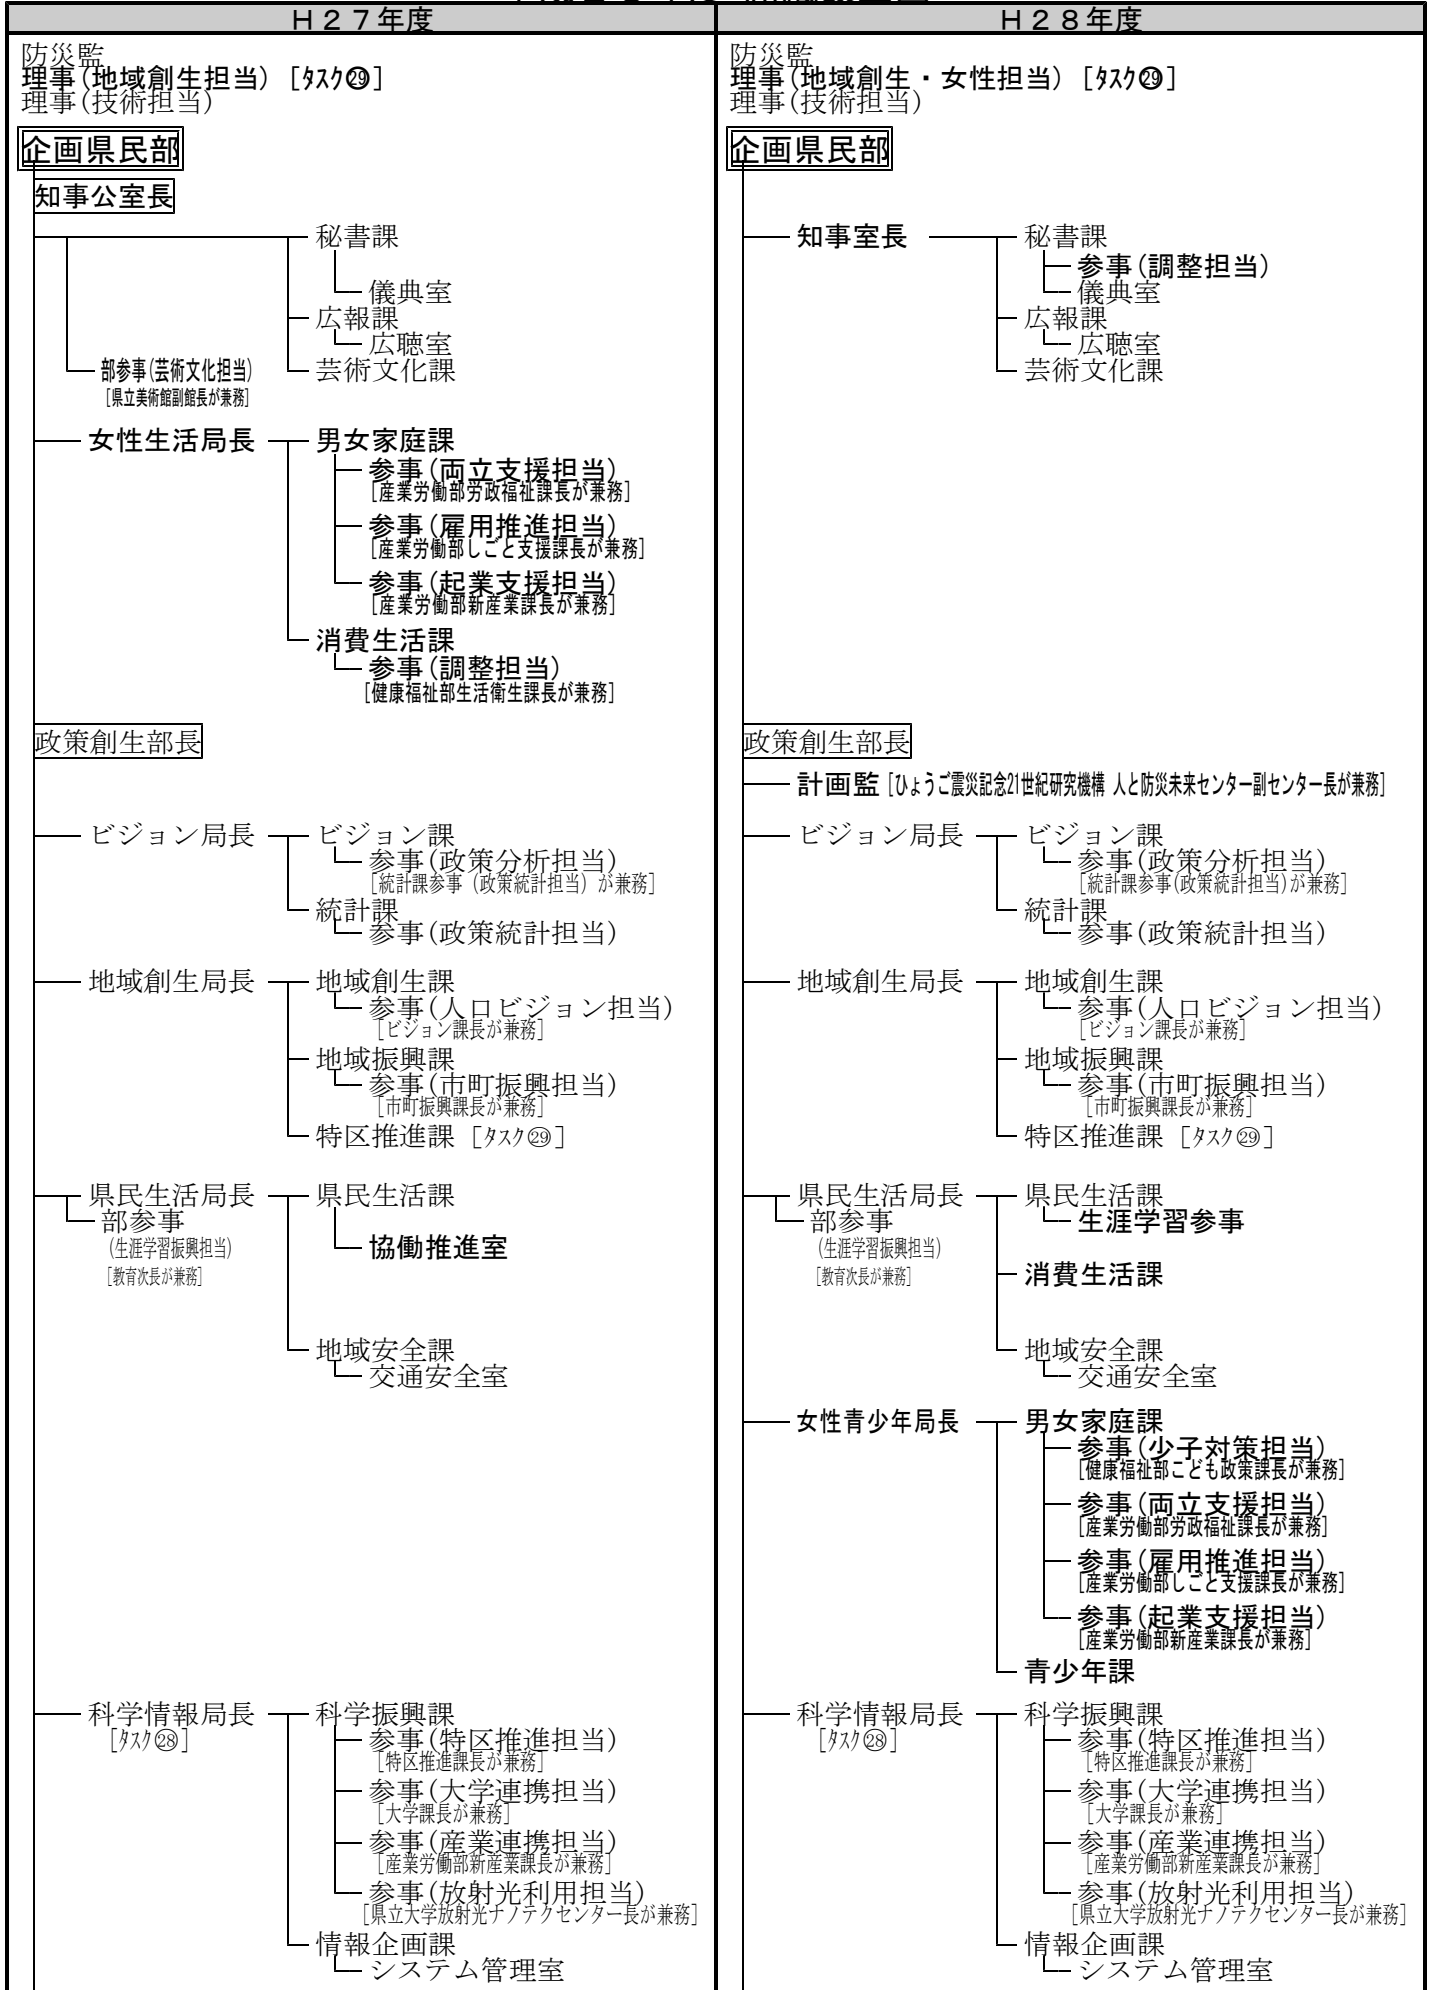 H27年度
防災監
理事(地域創生担当) [ﾀｽｸ㉙]
理事(技術担当)
企画県民部
知事公室長
秘書課
儀典室
広報課
広聴室
部参事(芸術文化担当) 芸術文化課
[県立美術館副館長が兼務]
女性生活局長 男女家庭課
参事(両立支援担当)
[産業労働部労政福祉課長が兼務]
参事(雇用推進担当)
[産業労働部しごと支援課長が兼務]
参事(起業支援担当)
[産業労働部新産業課長が兼務]
消費生活課
参事(調整担当)
[健康福祉部生活衛生課長が兼務]
政策創生部長
ビジョン局長 ビジョン課
参事(政策分析担当)
[統計課参事（政策統計担当）が兼務]
統計課
参事(政策統計担当)
地域創生局長 地域創生課
参事(人口ビジョン担当)
[ビジョン課長が兼務]
地域振興課
参事(市町振興担当)
[市町振興課長が兼務]
特区推進課 [ﾀｽｸ㉙]
県民生活局長 県民生活課
部参事
(生涯学習振興担当) 協働推進室
[教育次長が兼務]
地域安全課
交通安全室
科学情報局長 科学振興課
[ﾀｽｸ㉘] 参事(特区推進担当)
[特区推進課長が兼務]
参事(大学連携担当)
[大学課長が兼務]
参事(産業連携担当)
[産業労働部新産業課長が兼務]
参事(放射光利用担当)
[県立大学放射光ナノテクセンター長が兼務]
情報企画課
システム管理室
H28年度
防災監
理事(地域創生・女性担当) [ﾀｽｸ㉙]
理事(技術担当)
企画県民部
知事室長 秘書課
参事(調整担当)
儀典室
広報課
広聴室
芸術文化課
政策創生部長
計画監 [ひょうご震災記念21世紀研究機構 人と防災未来センター副センター長が兼務]
ビジョン局長 ビジョン課
参事(政策分析担当)
[統計課参事(政策統計担当)が兼務]
統計課
参事(政策統計担当)
地域創生局長 地域創生課
参事(人口ビジョン担当)
[ビジョン課長が兼務]
地域振興課
参事(市町振興担当)
[市町振興課長が兼務]
特区推進課 [ﾀｽｸ㉙]
県民生活局長 県民生活課
部参事 生涯学習参事
(生涯学習振興担当)
[教育次長が兼務] 消費生活課
地域安全課
交通安全室
女性青少年局長 男女家庭課
参事(少子対策担当)
[健康福祉部こども政策課長が兼務]
参事(両立支援担当)
[産業労働部労政福祉課長が兼務]
参事(雇用推進担当)
[産業労働部しごと支援課長が兼務]
参事(起業支援担当)
[産業労働部新産業課長が兼務]
青少年課
科学情報局長 科学振興課
[ﾀｽｸ㉘] 参事(特区推進担当)
[特区推進課長が兼務]
参事(大学連携担当)
[大学課長が兼務]
参事(産業連携担当)
[産業労働部新産業課長が兼務]
参事(放射光利用担当)
[県立大学放射光ナノテクセンター長が兼務]
情報企画課
システム管理室